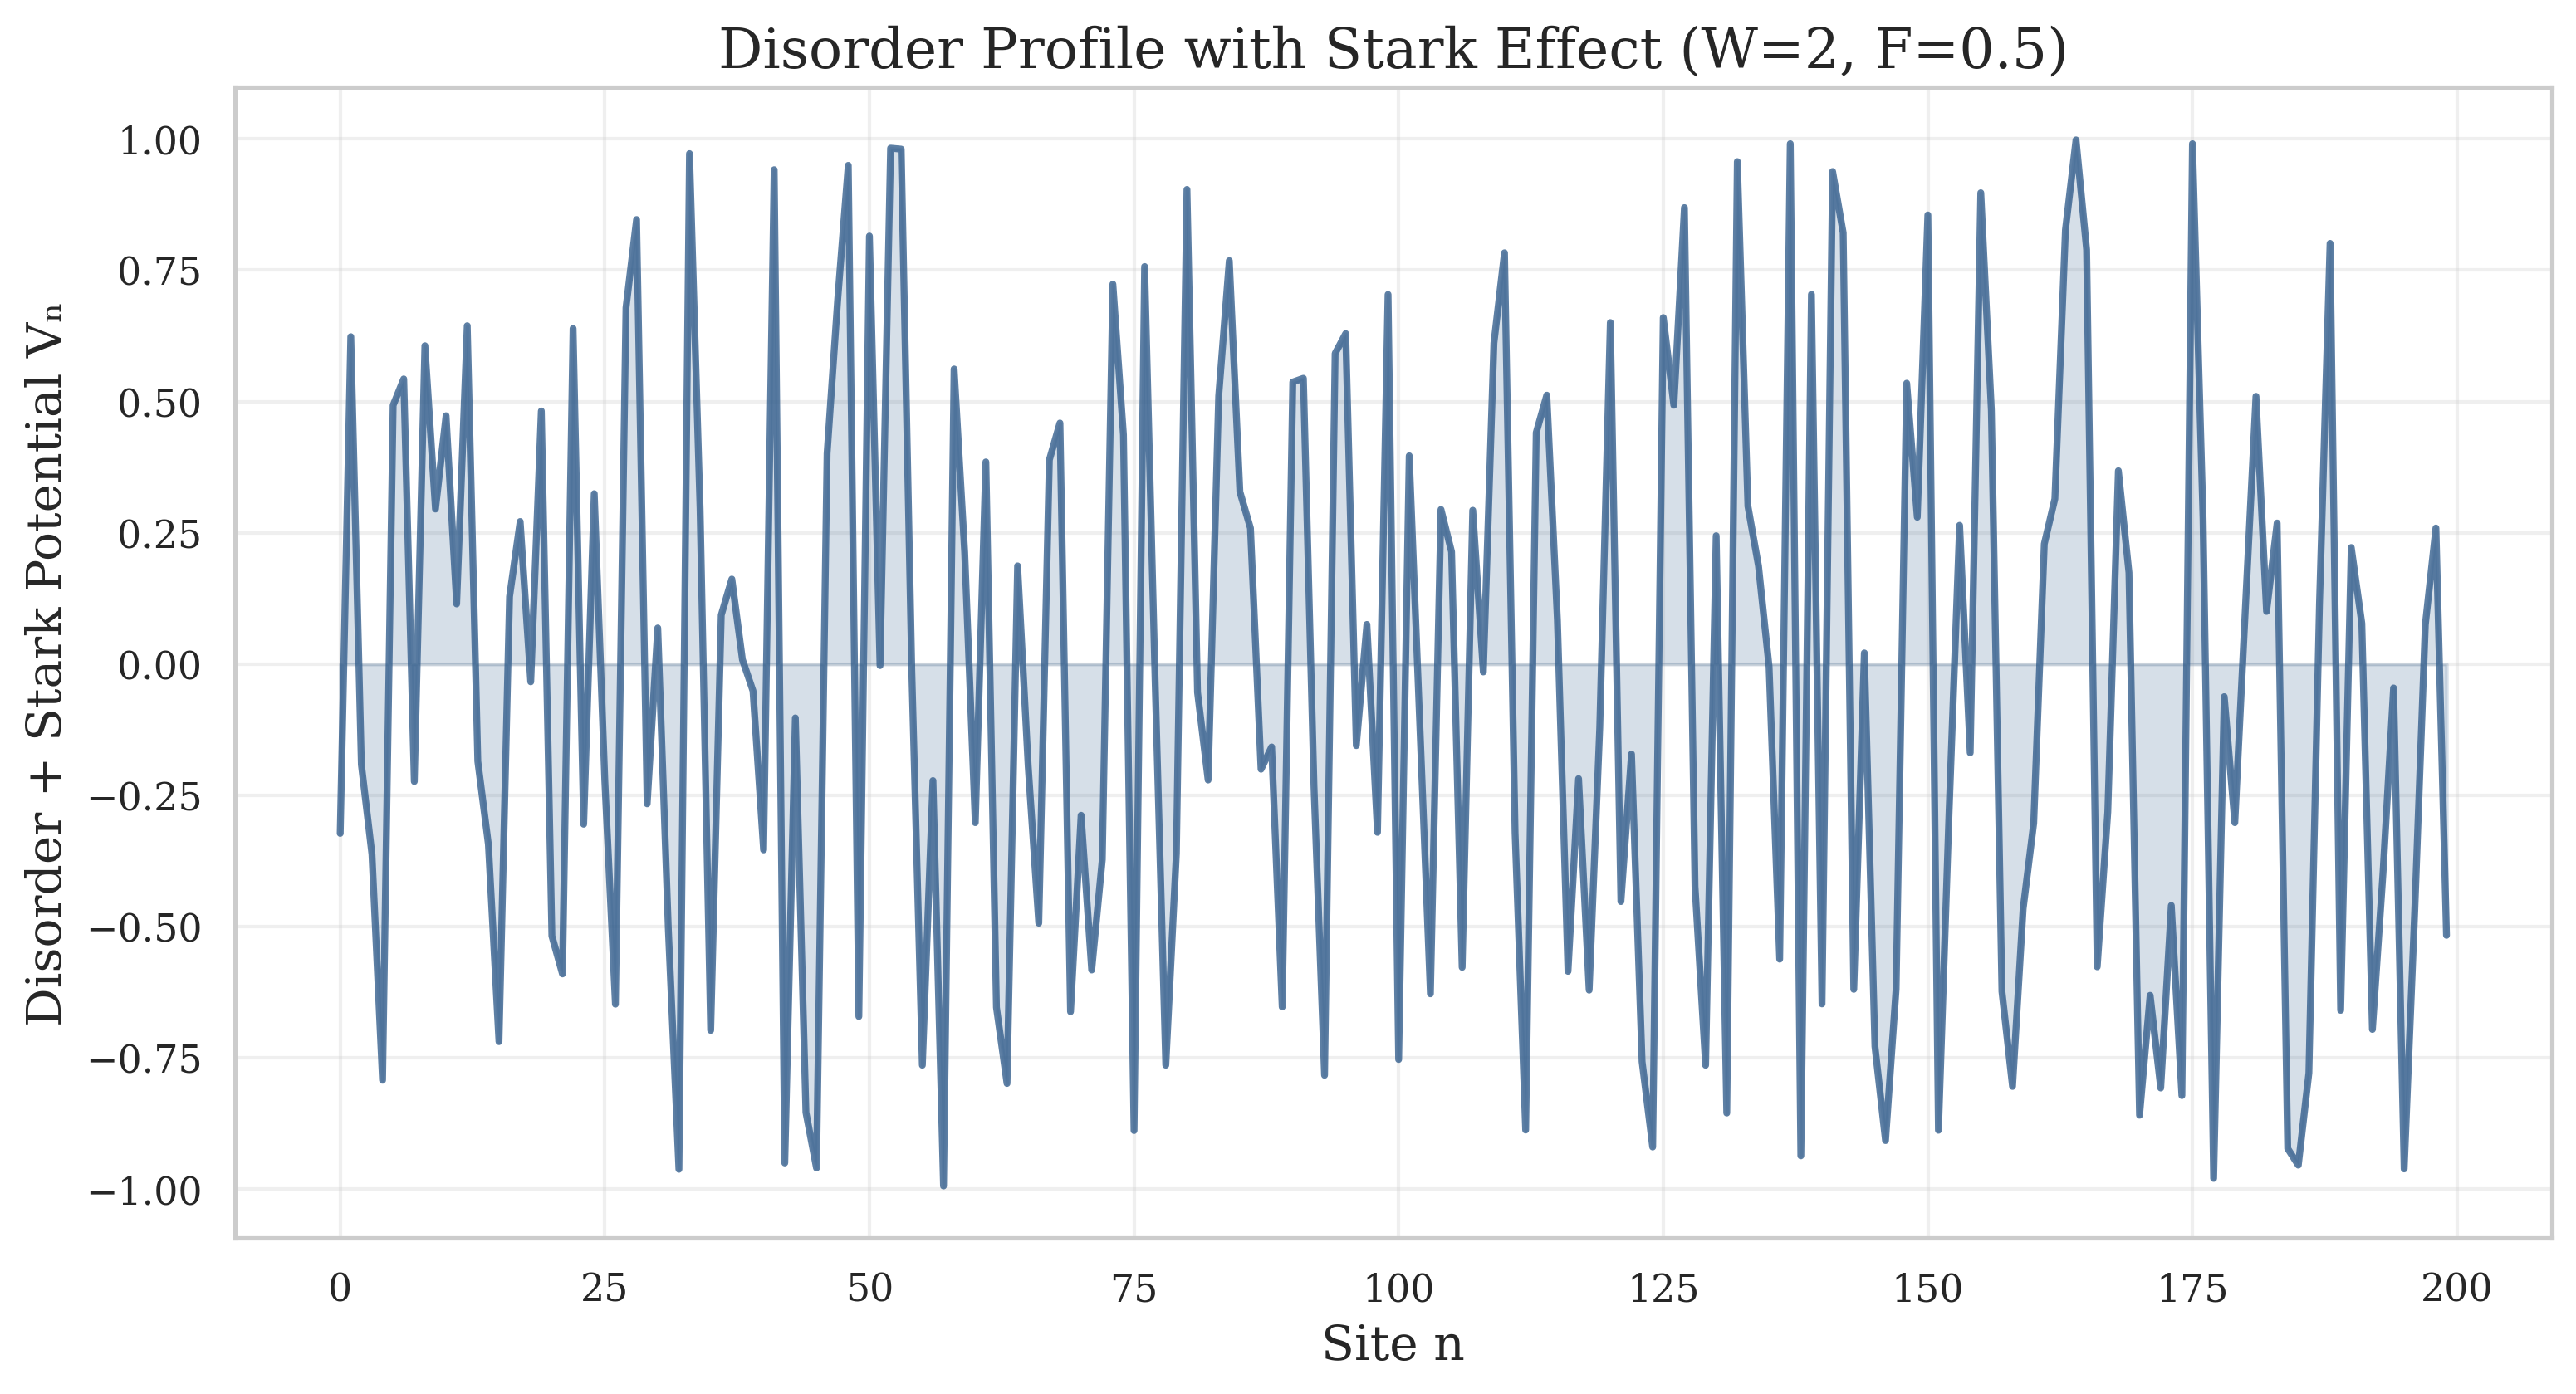 Disorder Profile with Stark Effect (W=2, F=0.5)
Disorder + Stark Potential Vₙ
1.00
0.75
0.50
0.25
0.00
−0.25
−0.50
−0.75
−1.00
0 25 50 75 100 125 150 175 200
Site n